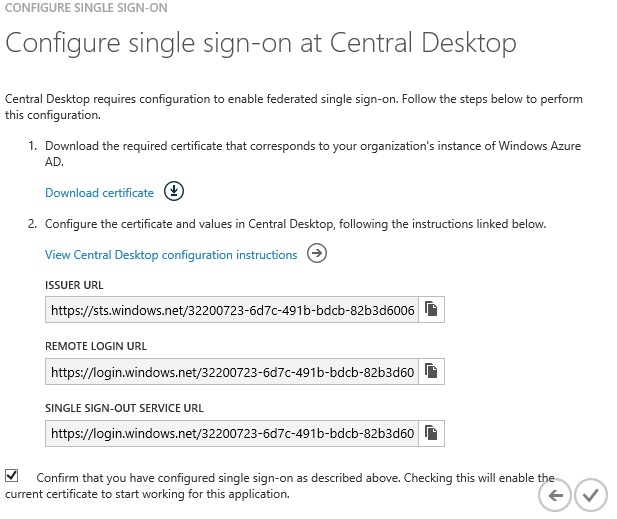 CONFIGURE SINGLE SIGN-ON
Configure single sign-on at Central Desktop
Central Desktop requires configuration to enable federated single sign-on. Follow the steps below to perform
this configuration.
1. Download the required certificate that corresponds to your organization's instance of Windows Azure
AD.
Download certificate
2. Configure the certificate and values in Central Desktop, following the instructions linked below.
View Central Desktop configuration instructions
ISSUER URL
https://sts.windows.net/32200723-6d7c-491b-bdcb-82b3d6006
REMOTE LOGIN URL
https://login.windows.net/32200723-6d7c-491b-bdcb-82b3d60
SINGLE SIGN-OUT SERVICE URL
https://login.windows.net/32200723-6d7c-491b-bdcb-82b3d60
Confirm that you have configured single sign-on as described above. Checking this will enable the
current certificate to start working for this application.